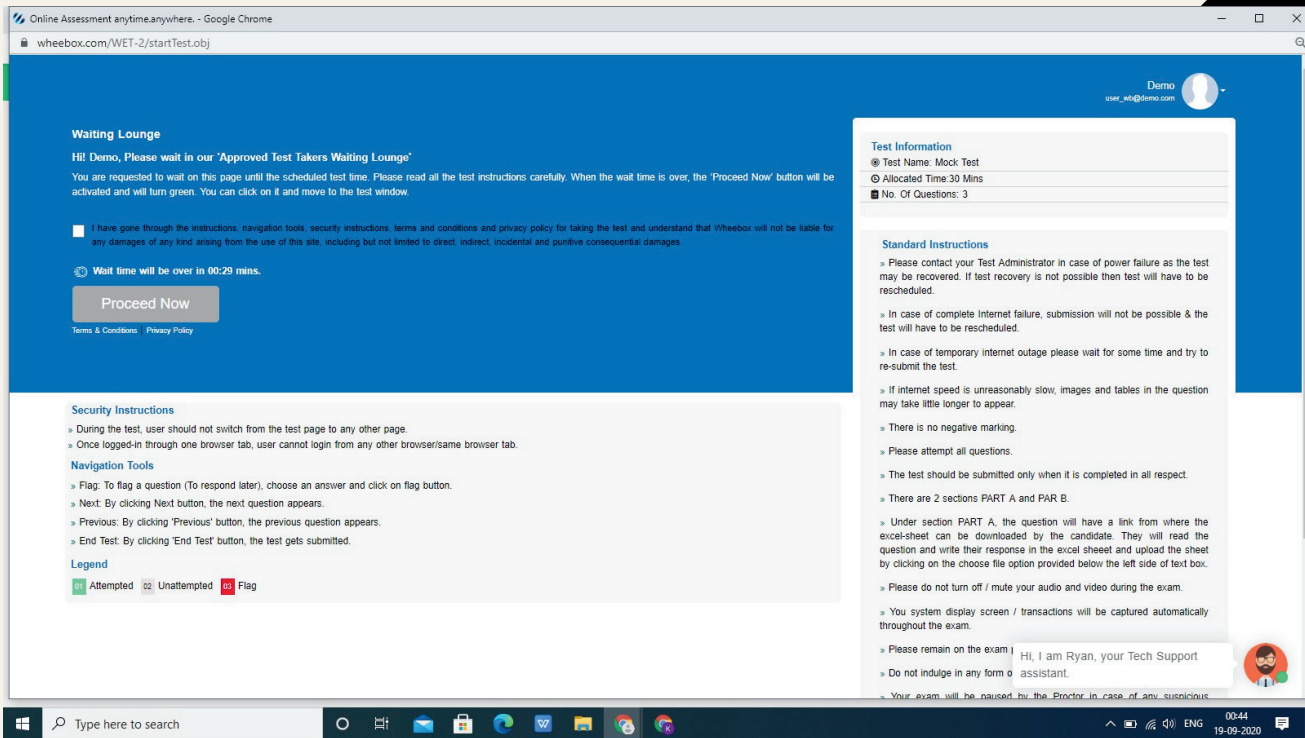 Online Assessment anytime.anywhere. - Google Chrome
wheebox.com/WET-2/startTest.obj
Demo
user_wb@demo.com
Waiting Lounge
Hi! Demo, Please wait in our 'Approved Test Takers Waiting Lounge'
You are requested to wait on this page until the scheduled test time. Please read all the test instructions carefully. When the wait time is over, the 'Proceed Now' button will be
activated and will turn green. You can click on it and move to the test window.
I have gone through the instructions, navigation tools, security instructions, terms and conditions and privacy policy for taking the test and understand that Wheebox will not be liable for
any damages of any kind arising from the use of this site, including but not limited to direct, indirect, incidental and punitive consequential damages.
Wait time will be over in 00:29 mins.
Proceed Now
Terms & Conditions | Privacy Policy
Security Instructions
» During the test, user should not switch from the test page to any other page.
» Once logged-in through one browser tab, user cannot login from any other browser/same browser tab.
Navigation Tools
» Flag: To flag a question (To respond later), choose an answer and click on flag button.
» Next: By clicking Next button, the next question appears.
» Previous: By clicking 'Previous' button, the previous question appears.
» End Test: By clicking 'End Test' button, the test gets submitted.
Legend
01 Attempted 02 Unattempted 03 Flag
Test Information
Test Name: Mock Test
Allocated Time:30 Mins
No. Of Questions: 3
Standard Instructions
» Please contact your Test Administrator in case of power failure as the test
may be recovered. If test recovery is not possible then test will have to be
rescheduled.
» In case of complete Internet failure, submission will not be possible & the
test will have to be rescheduled.
» In case of temporary internet outage please wait for some time and try to
re-submit the test.
» If internet speed is unreasonably slow, images and tables in the question
may take little longer to appear.
» There is no negative marking.
» Please attempt all questions.
» The test should be submitted only when it is completed in all respect.
» There are 2 sections PART A and PAR B.
» Under section PART A, the question will have a link from where the
excel-sheet can be downloaded by the candidate. They will read the
question and write their response in the excel sheeet and upload the sheet
by clicking on the choose file option provided below the left side of text box.
» Please do not turn off / mute your audio and video during the exam.
» You system display screen / transactions will be captured automatically
throughout the exam.
» Please remain on the exam
» Do not indulge in any form
» Your exam will be paused by the Proctor in case of any suspicious
Hi, I am Ryan, your Tech Support
assistant.
Type here to search
W
K
ENG
00:44
19-09-2020